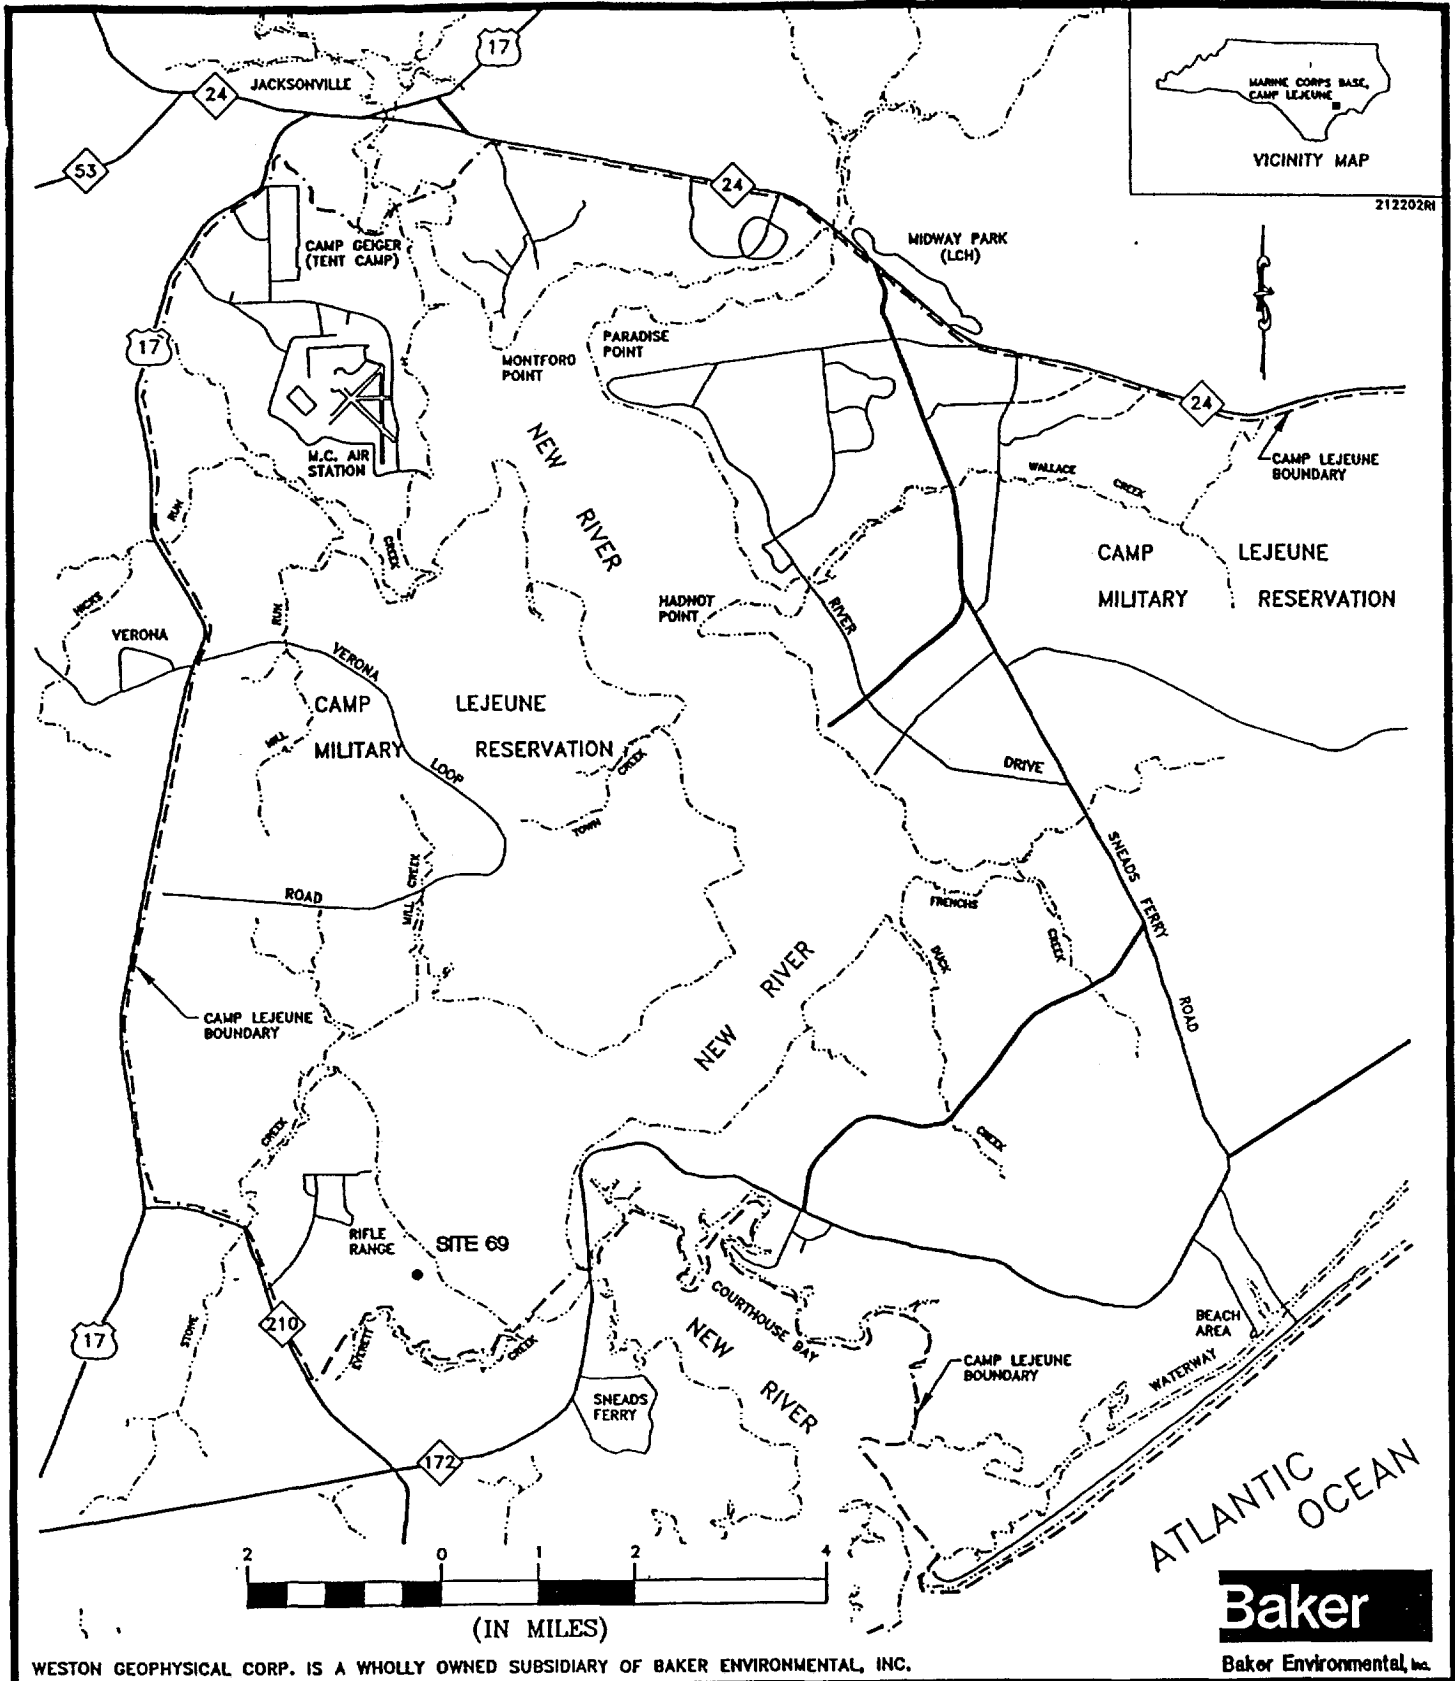 17
JACKSONVILLE
24
53
MARINE CORPS BASE,
CAMP LEJEUNE
VICINITY MAP
212202RI
24
CAMP GEIGER
(TENT CAMP)
MIDWAY PARK
(LCH)
17
PARADISE
POINT
MONTFORD
POINT
24
M.C. AIR
STATION
NEW
RIVER
CAMP LEJEUNE
BOUNDARY
WALLACE
CREEK
RUN
CREEK
CAMP LEJEUNE
MILITARY RESERVATION
HICKS
RUN
HADNOT
POINT
RIVER
VERONA
VERONA
CAMP LEJEUNE
MILITARY RESERVATION
MILL
LOOP
CREEK
TOWN
DRIVE
SNEADS
FERRY
ROAD
MILL CREEK
FRENCHS
CREEK
DUCK
NEW RIVER
ROAD
CAMP LEJEUNE
BOUNDARY
CREEK
CREEK
RIFLE
RANGE
SITE 69
STONE
210
17
EVERETT
CREEK
COURTHOUSE BAY
NEW
RIVER
BEACH
AREA
WATERWAY
CAMP LEJEUNE
BOUNDARY
SNEADS
FERRY
172
ATLANTIC
OCEAN
2 0 1 2 4
(IN MILES)
Baker
Baker Environmental, Inc.
WESTON GEOPHYSICAL CORP. IS A WHOLLY OWNED SUBSIDIARY OF BAKER ENVIRONMENTAL, INC.